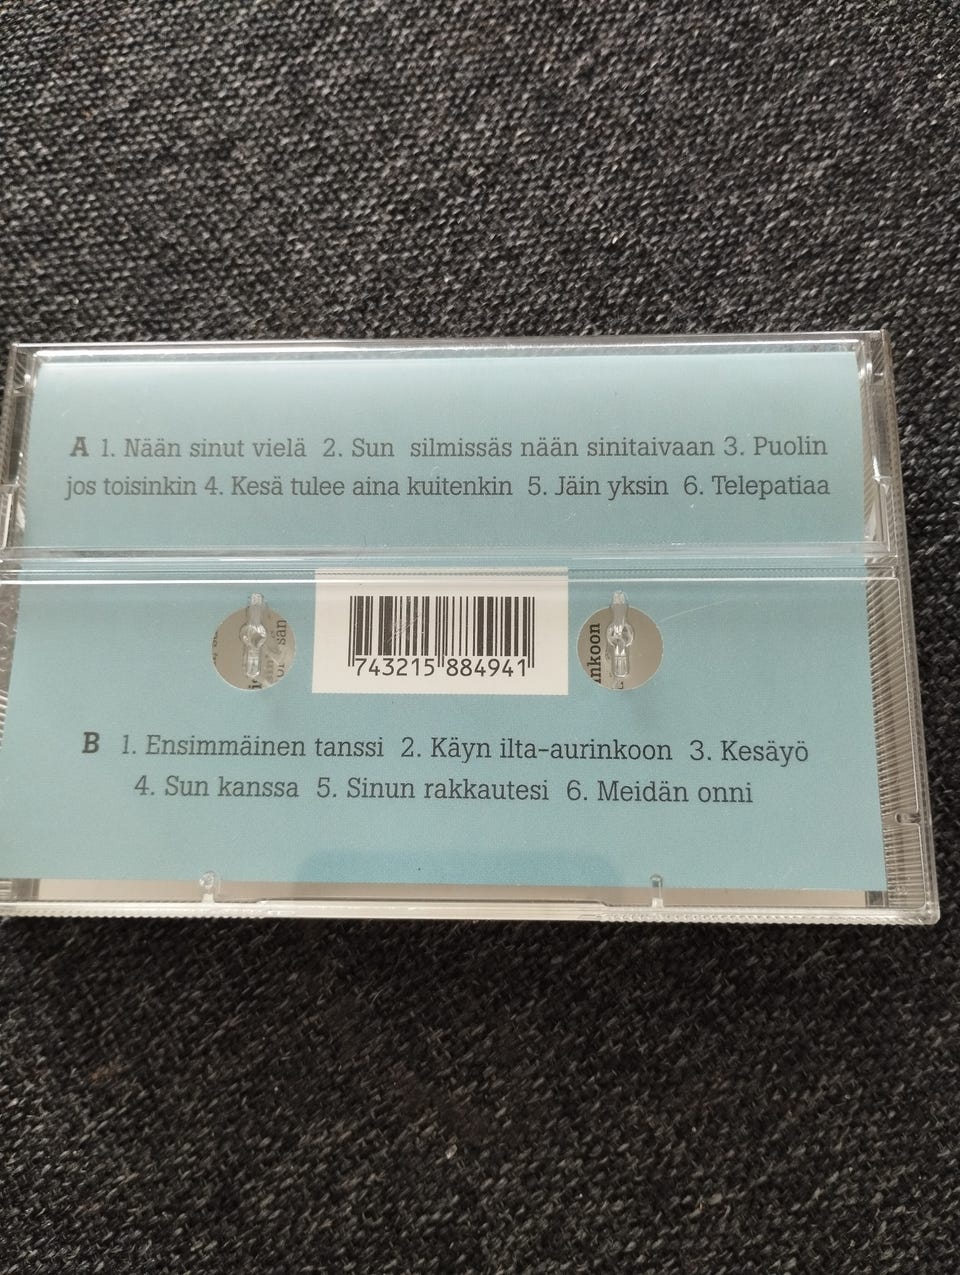 A 1. Nään sinut vielä 2. Sun silmissäs nään sinitaivaan 3. Puolin
jos toisinkin 4. Kesä tulee aina kuitenkin 5. Jäin yksin 6. Telepatiaa
743215 884941
san
nkoon
B 1. Ensimmäinen tanssi 2. Käyn ilta-aurinkoon 3. Kesäyö
4. Sun kanssa 5. Sinun rakkautesi 6. Meidän onni